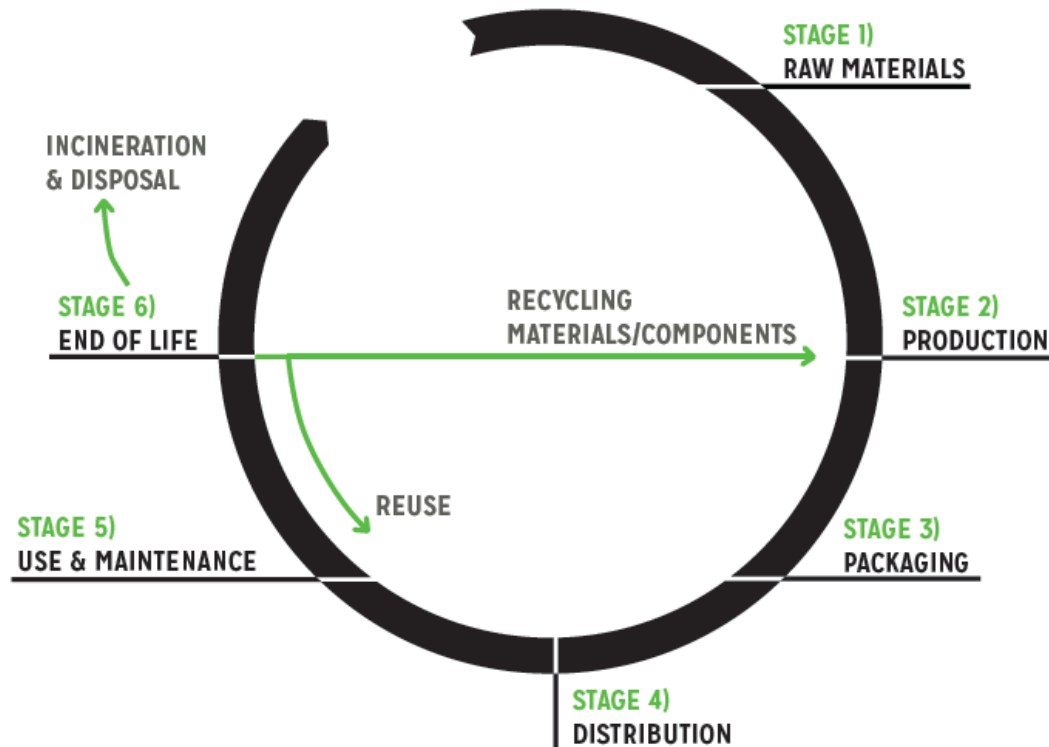 STAGE 1)
RAW MATERIALS
INCINERATION
& DISPOSAL
STAGE 6)
END OF LIFE
RECYCLING
MATERIALS/COMPONENTS
STAGE 2)
PRODUCTION
REUSE
STAGE 5)
USE & MAINTENANCE
STAGE 3)
PACKAGING
STAGE 4)
DISTRIBUTION